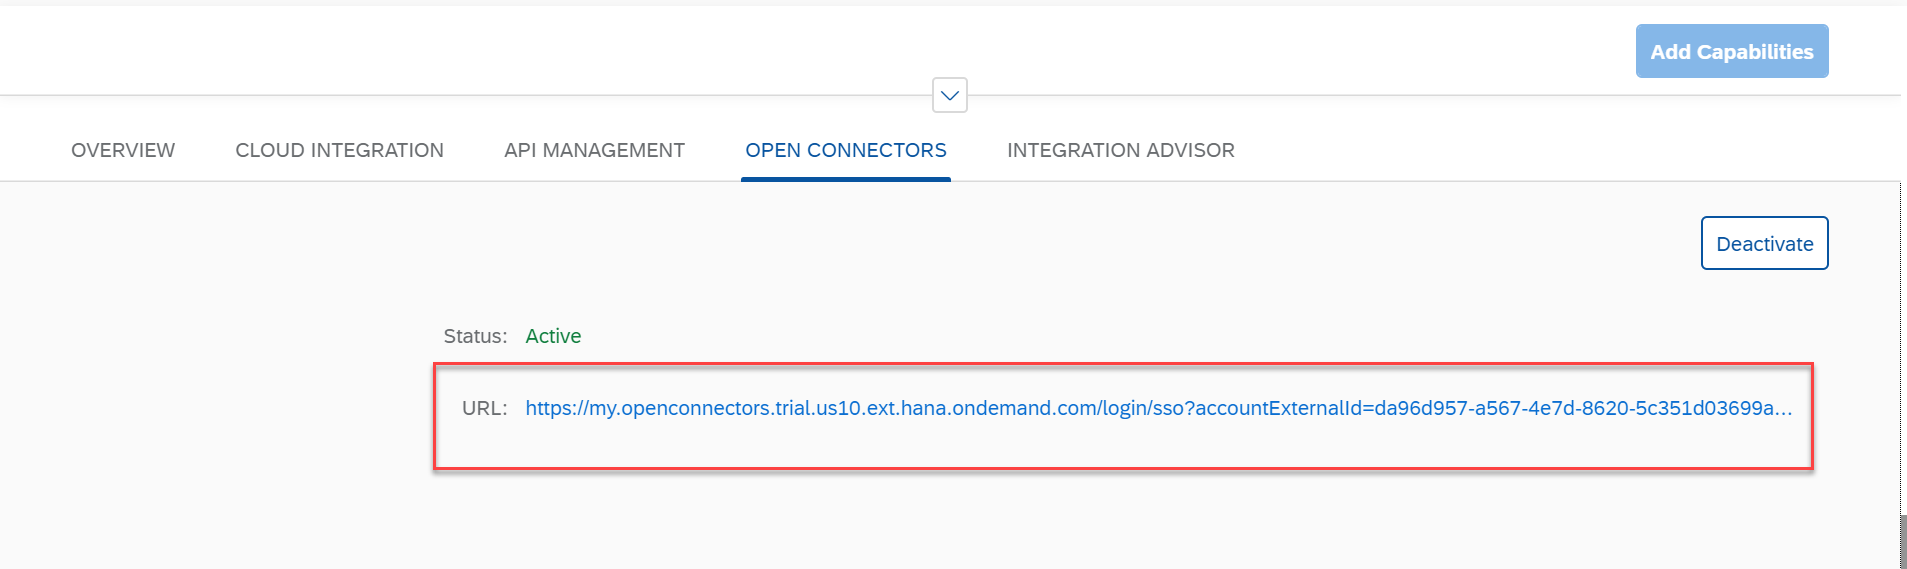 Add Capabilities
OVERVIEW CLOUD INTEGRATION API MANAGEMENT OPEN CONNECTORS INTEGRATION ADVISOR
Deactivate
Status: Active
URL: https://my.openconnectors.trial.us10.ext.hana.ondemand.com/login/sso?accountExternalId=da96d957-a567-4e7d-8620-5c351d03699a...